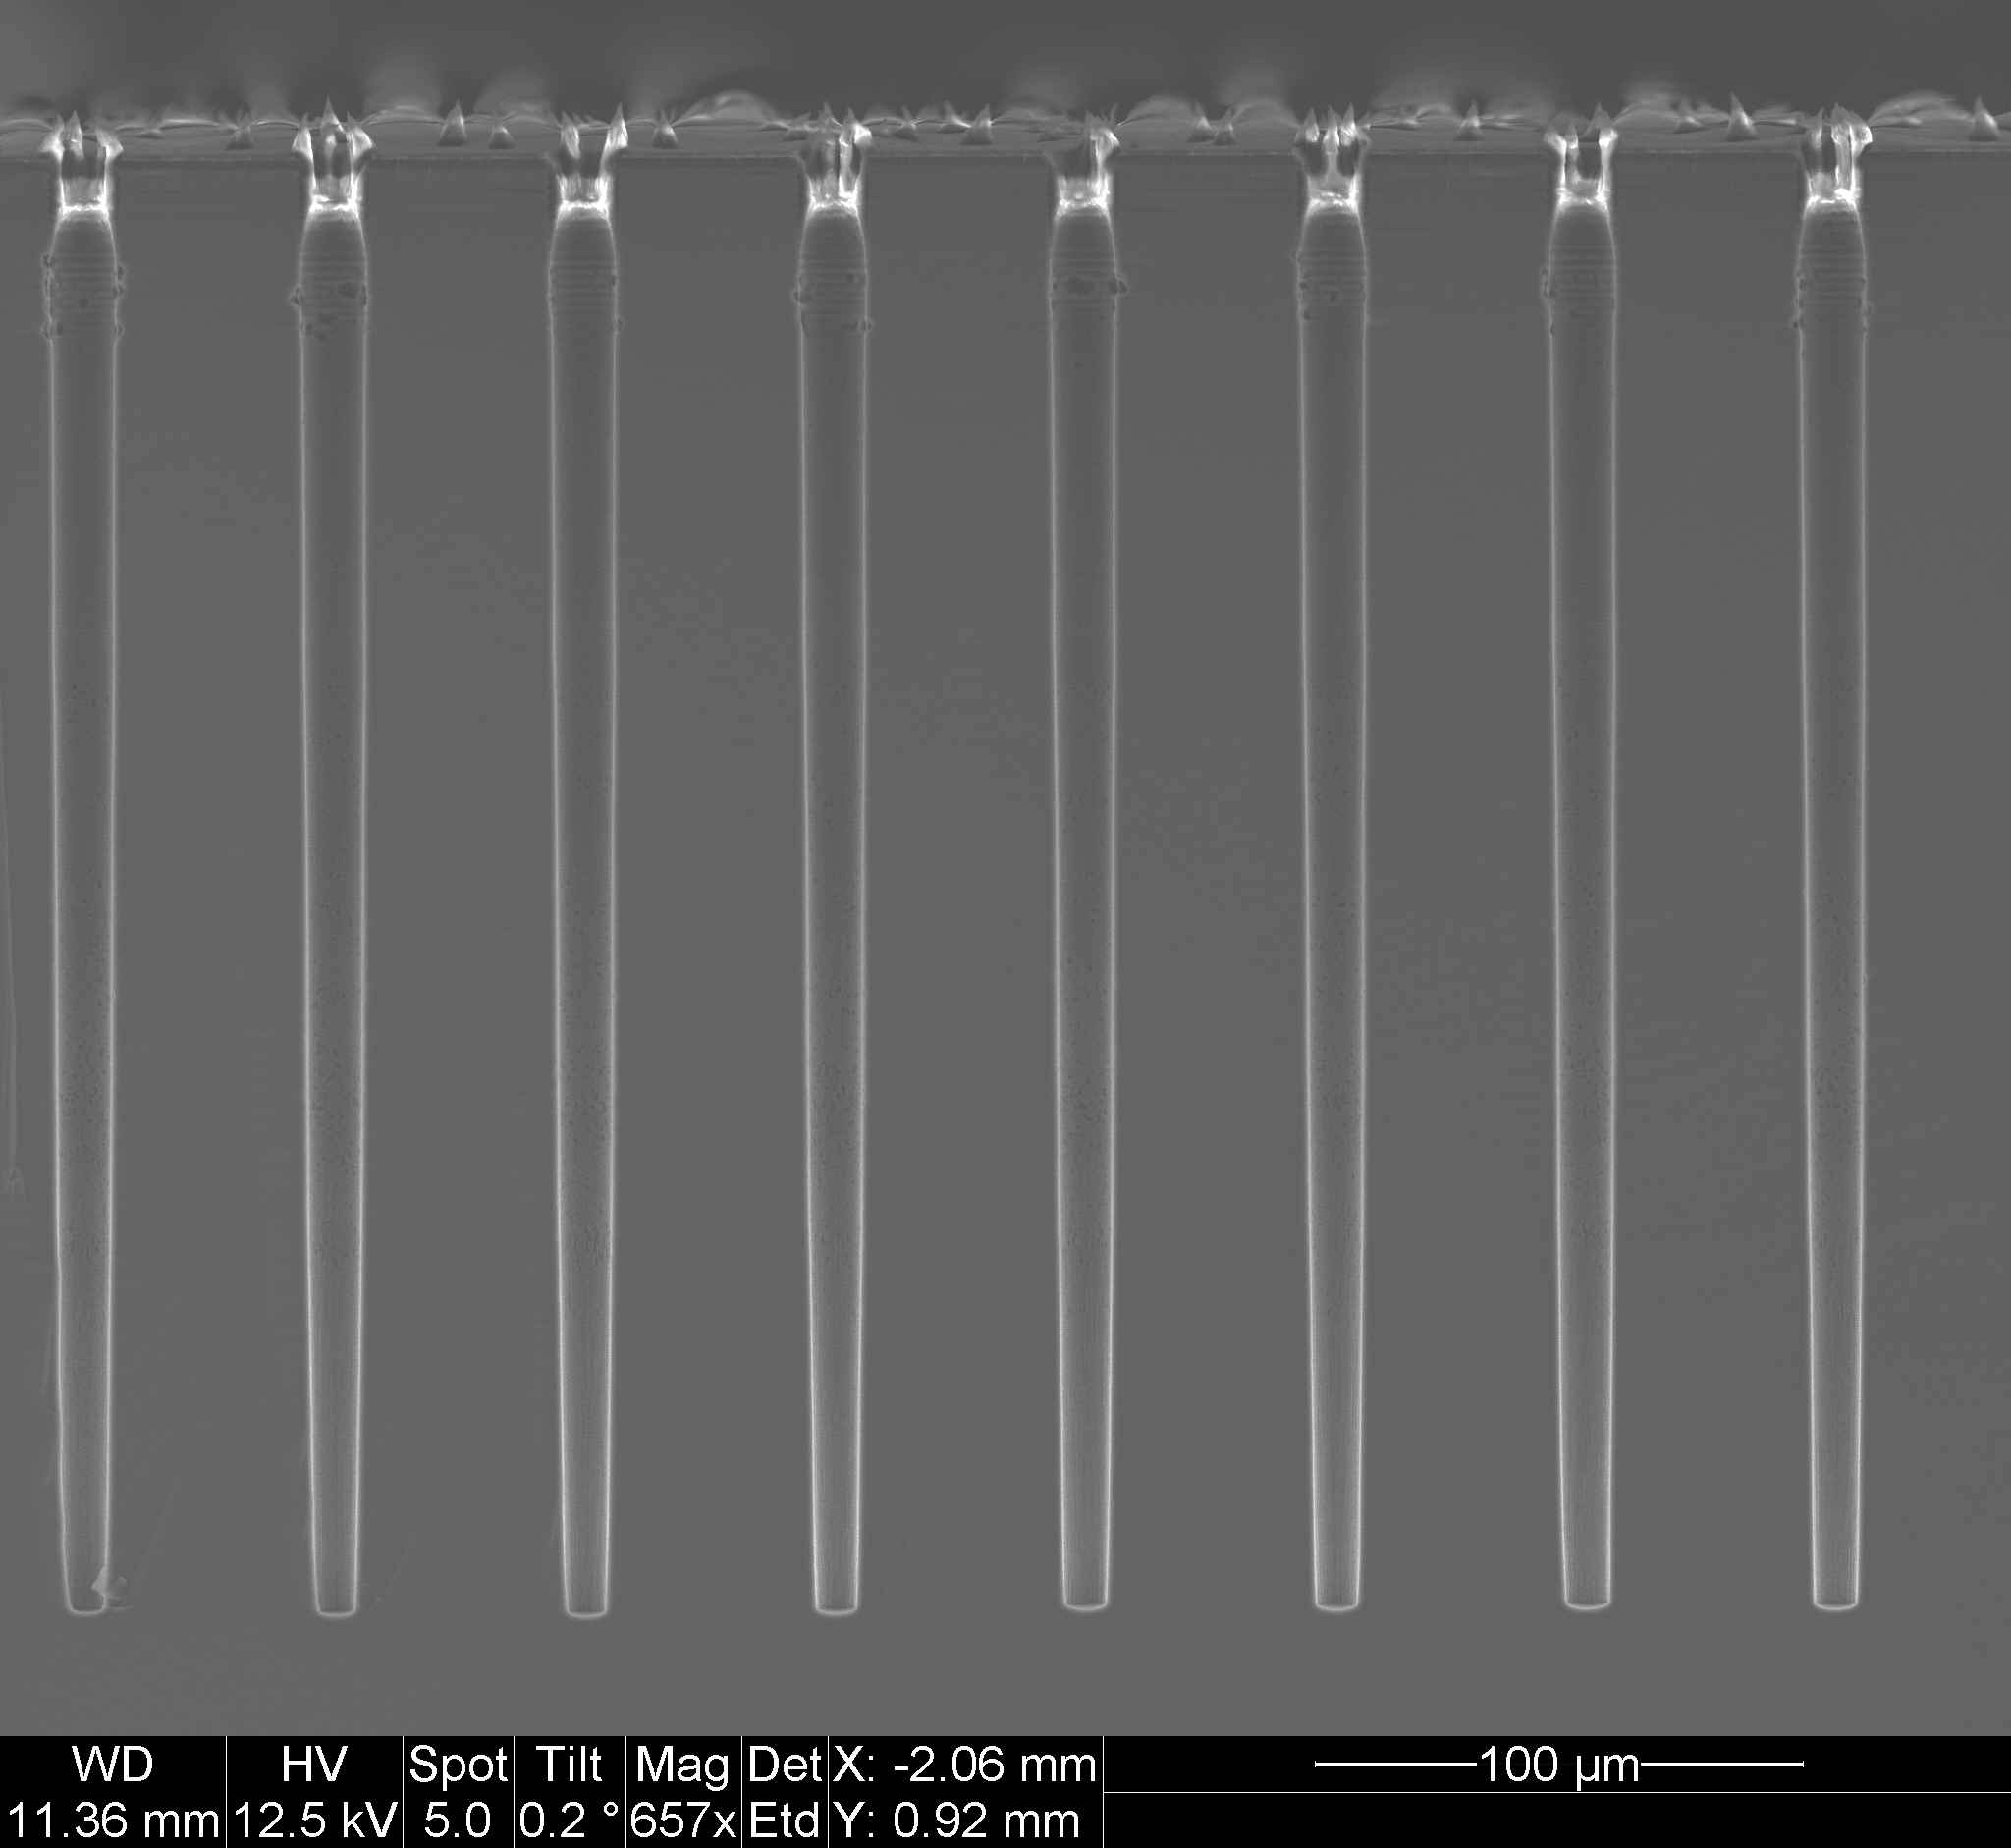 WD HV Spot Tilt Mag Det X: -2.06 mm 100 µm
11.36 mm 12.5 kV 5.0 0.2 ° 657x Etd Y: 0.92 mm